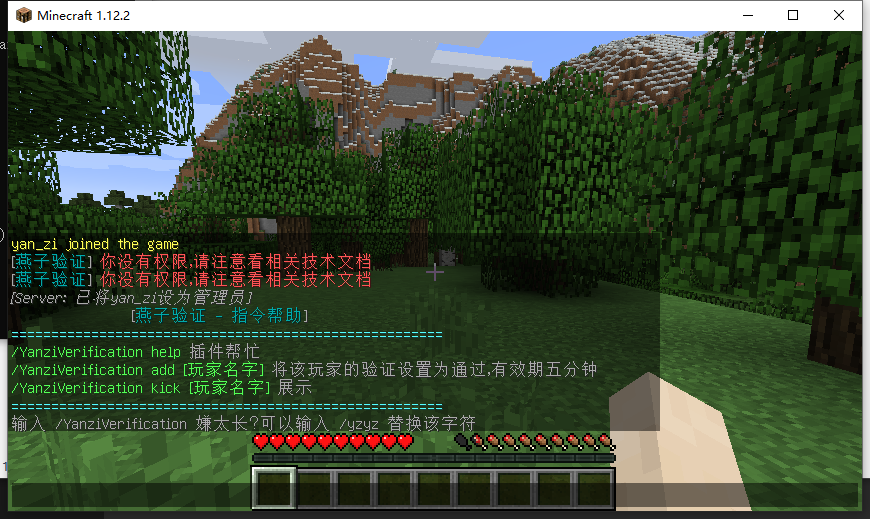 Minecraft 1.12.2
yan_zi joined the game
[燕子验证] 你没有权限,请注意看相关技术文档
[燕子验证] 你没有权限,请注意看相关技术文档
[Server: 已将yan_zi设为管理员]
[燕子验证 - 指令帮助]
====================================================
/YanziVerification help 插件帮忙
/YanziVerification add [玩家名字] 将该玩家的验证设置为通过,有效期五分钟
/YanziVerification kick [玩家名字] 展示
====================================================
输入 /YanziVerification 嫌太长?可以输入 /yzyz 替换该字符